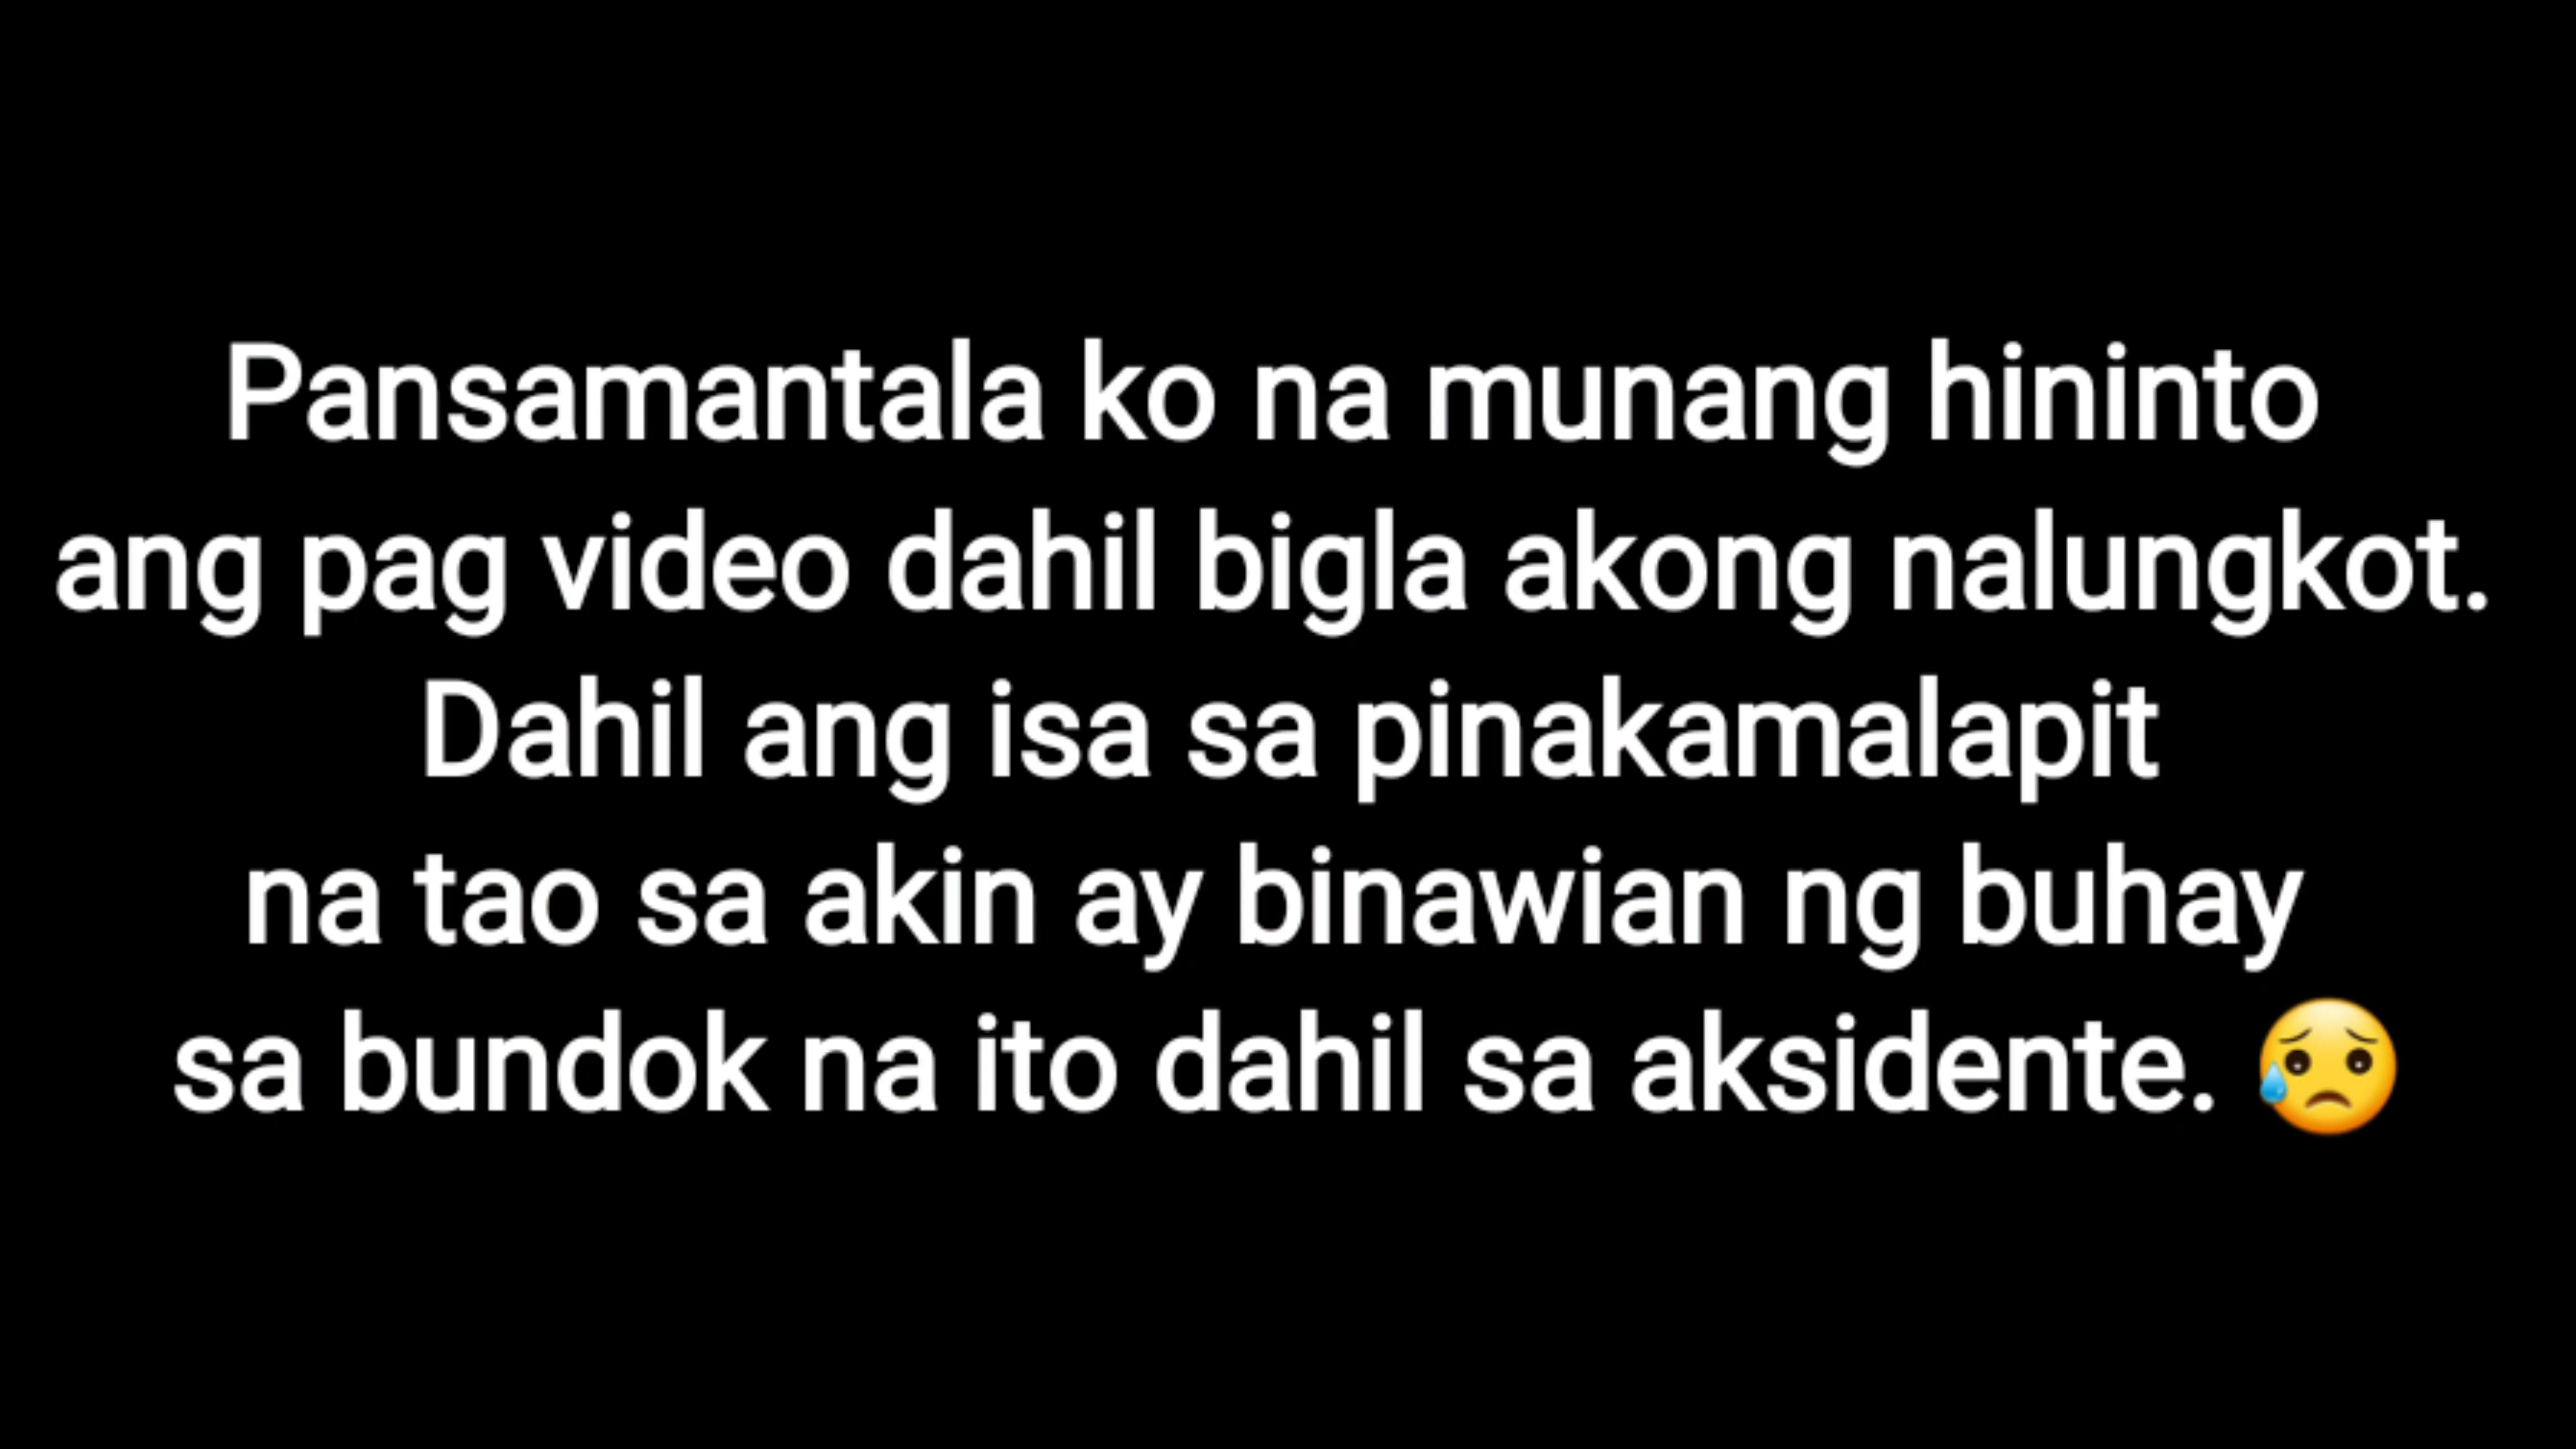 Pansamantala ko na munang hininto
ang pag video dahil bigla akong nalungkot.
Dahil ang isa sa pinakamalapit
na tao sa akin ay binawian ng buhay
sa bundok na ito dahil sa aksidente. 😥